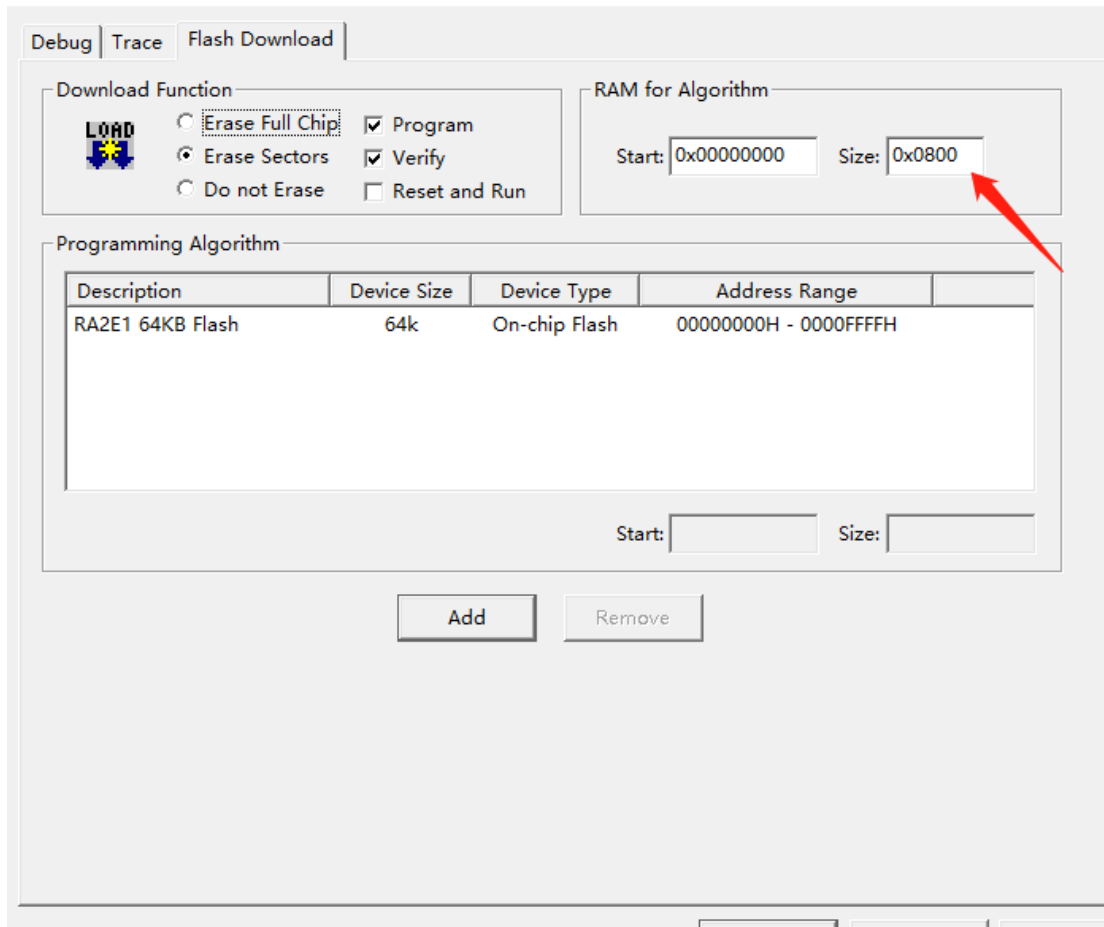 Debug Trace Flash Download
Download Function
RAM for Algorithm
LOAD
Erase Full Chip
Program
Erase Sectors
Verify
Do not Erase
Reset and Run
Start: 0x00000000 Size: 0x0800
Programming Algorithm
Description Device Size Device Type Address Range
RA2E1 64KB Flash 64k On-chip Flash 00000000H - 0000FFFFH
Start: Size:
Add Remove